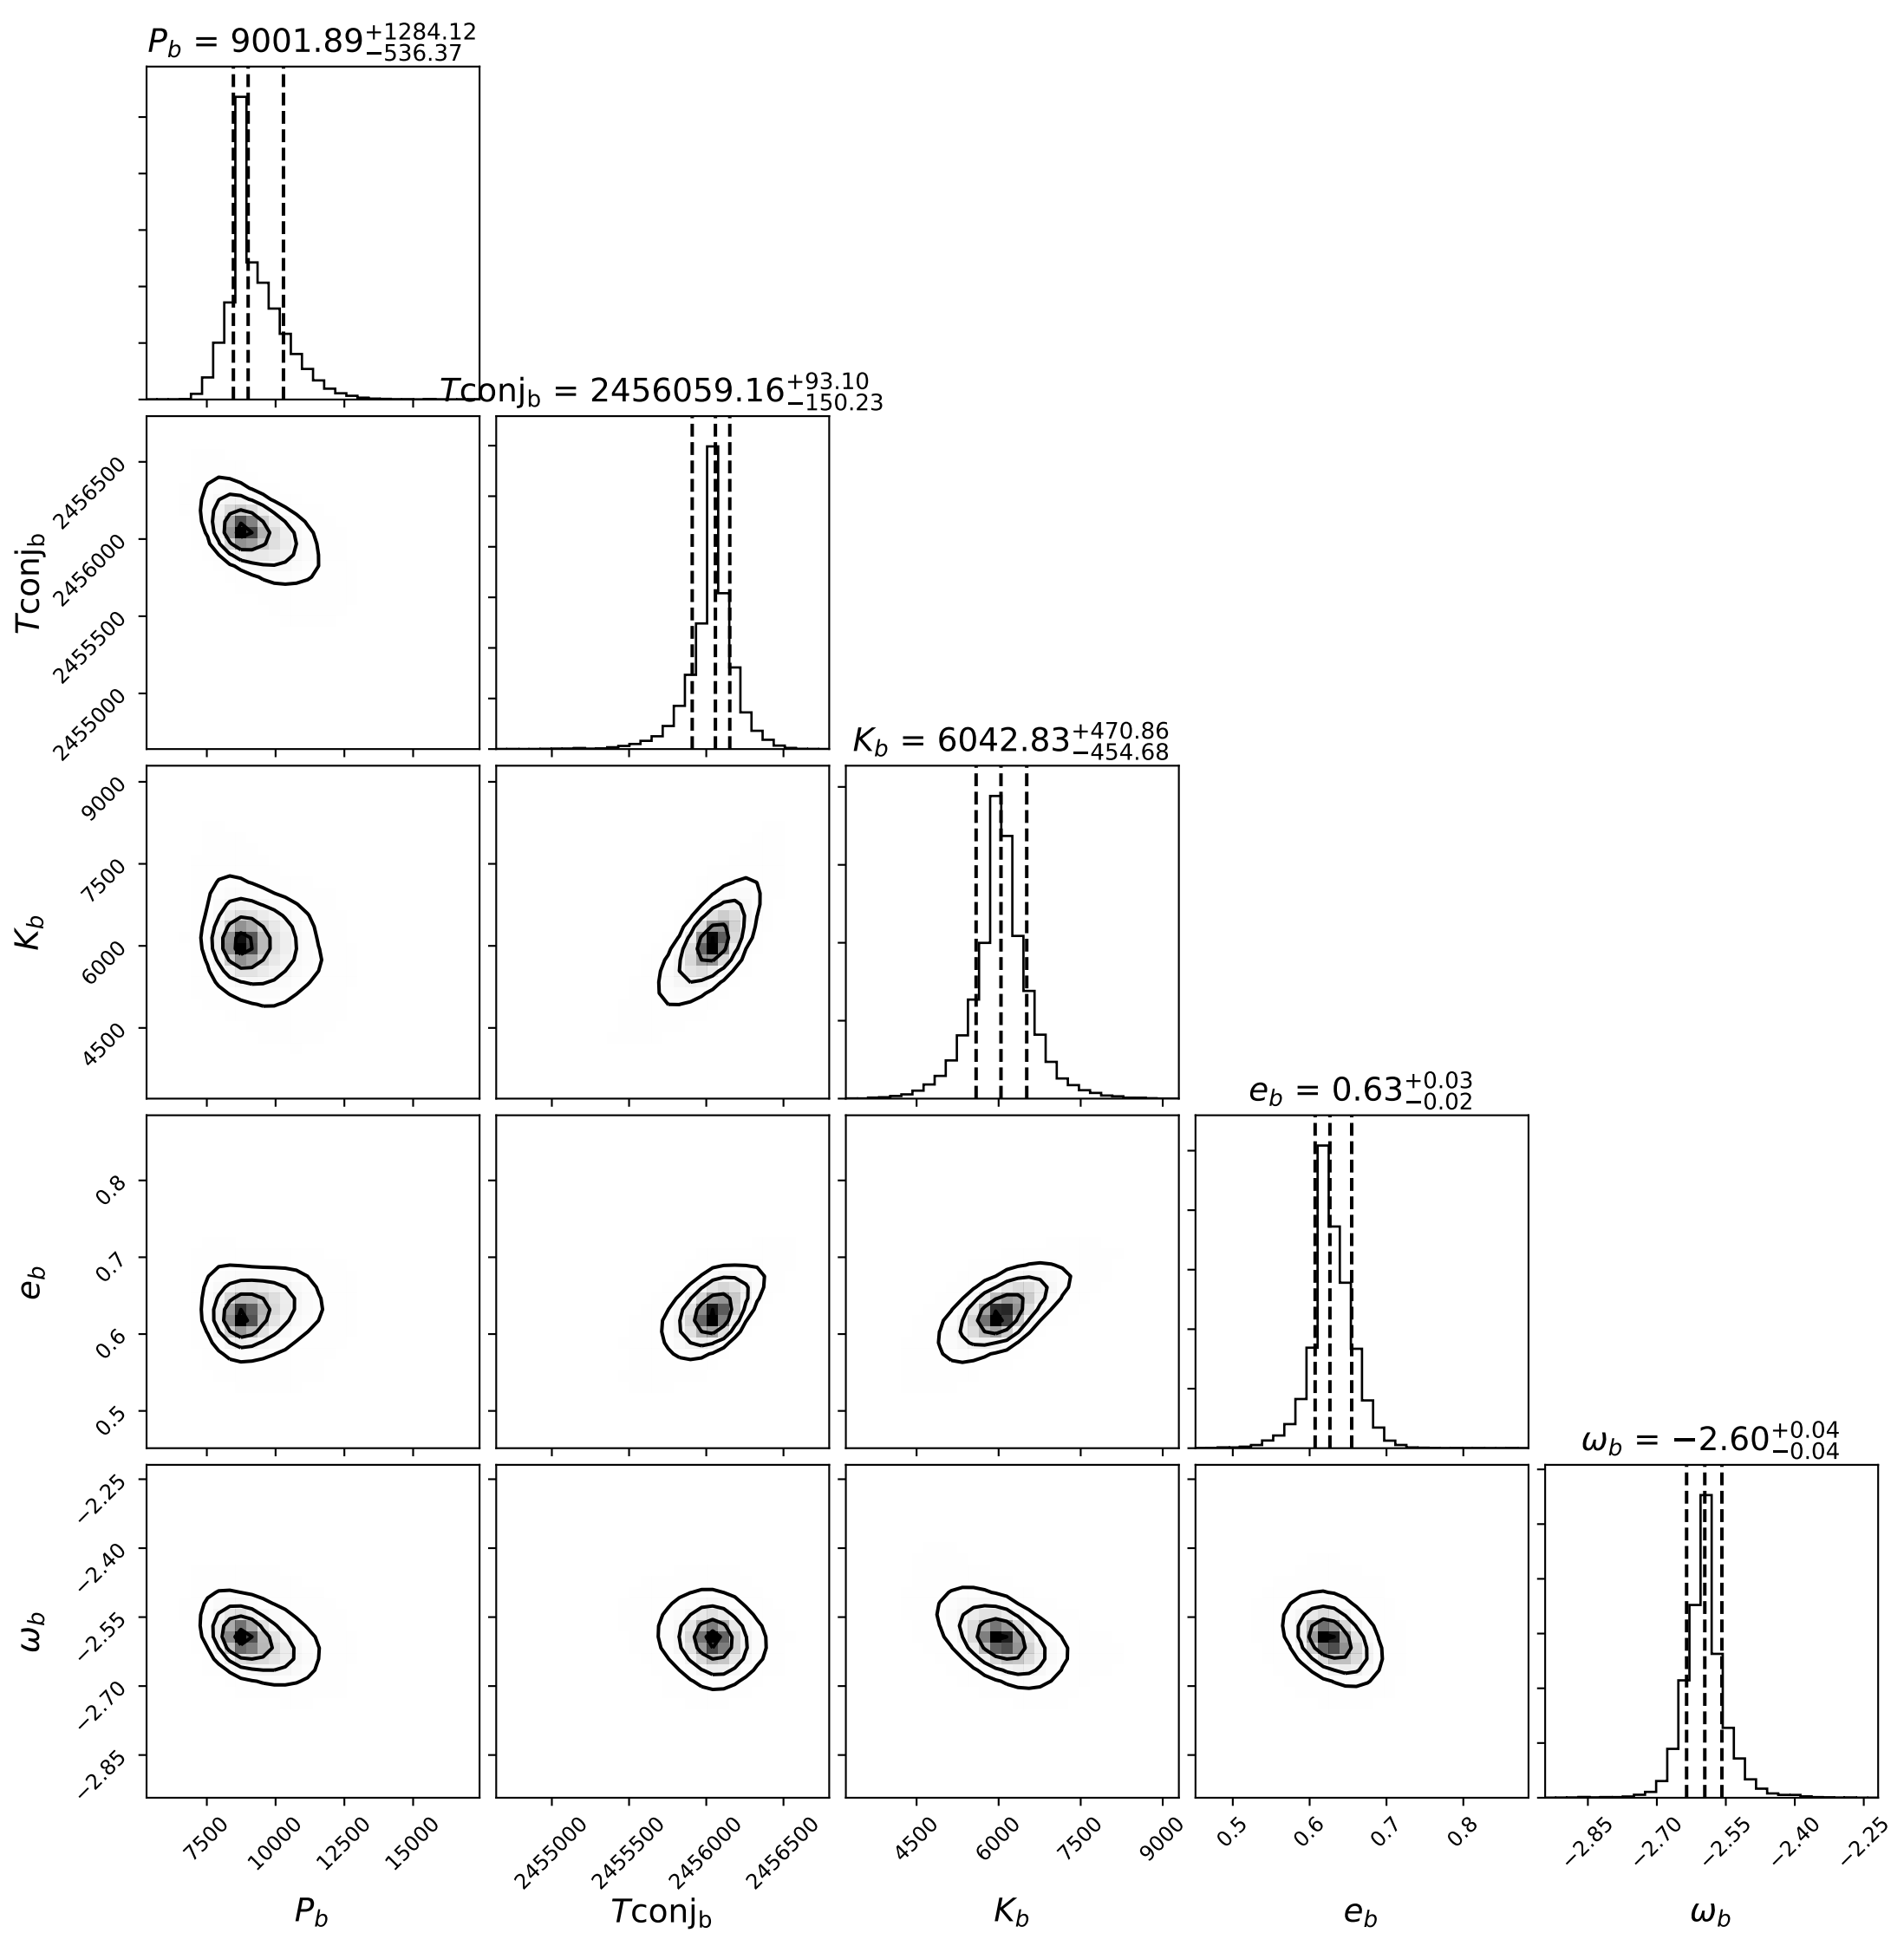 P_b = 9001.89^{+1284.12}_{−536.37}
Tconj_b = 2456059.16^{+93.10}_{−150.23}
2456500
2456000
2455500
2455000
Tconj_b
K_b = 6042.83^{+470.86}_{−454.68}
9000
7500
6000
4500
K_b
e_b = 0.63^{+0.03}_{−0.02}
0.8
0.7
0.6
0.5
e_b
ω_b = −2.60^{+0.04}_{−0.04}
−2.25
−2.40
−2.55
−2.70
−2.85
ω_b
7500 10000 12500 15000
2455000 2455500 2456000 2456500
4500 6000 7500 9000
0.5 0.6 0.7 0.8
−2.85 −2.70 −2.55 −2.40 −2.25
P_b Tconj_b K_b e_b ω_b